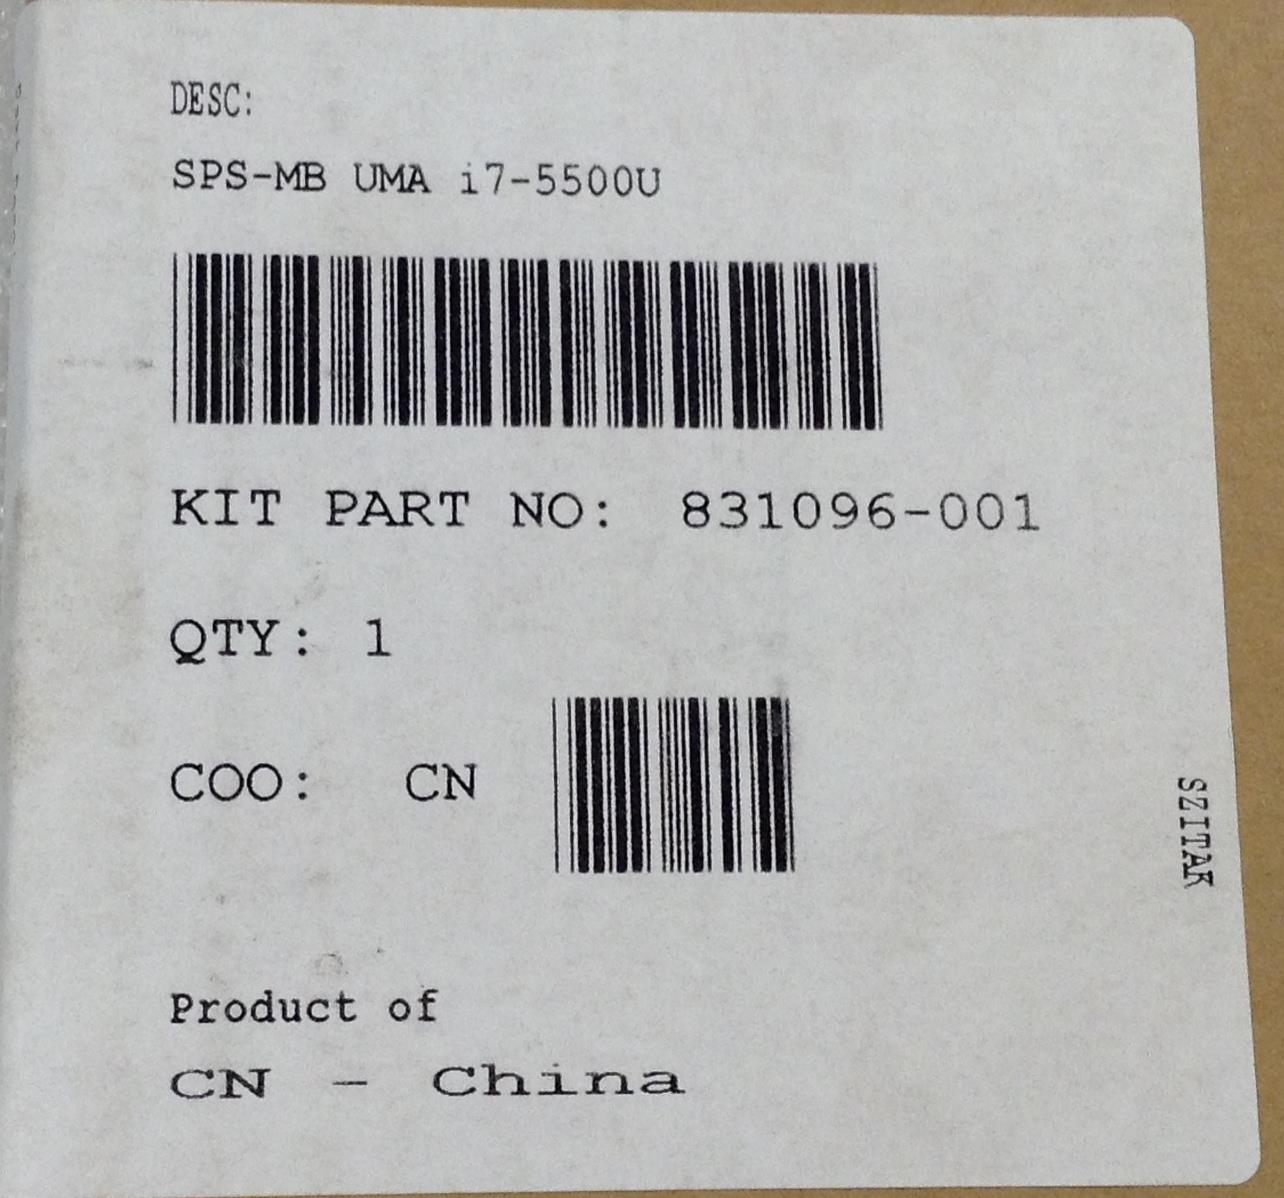 DESC:
SPS-MB UMA i7-5500U
KIT PART NO: 831096-001
QTY: 1
COO: CN
SZITAK
Product of
CN - China